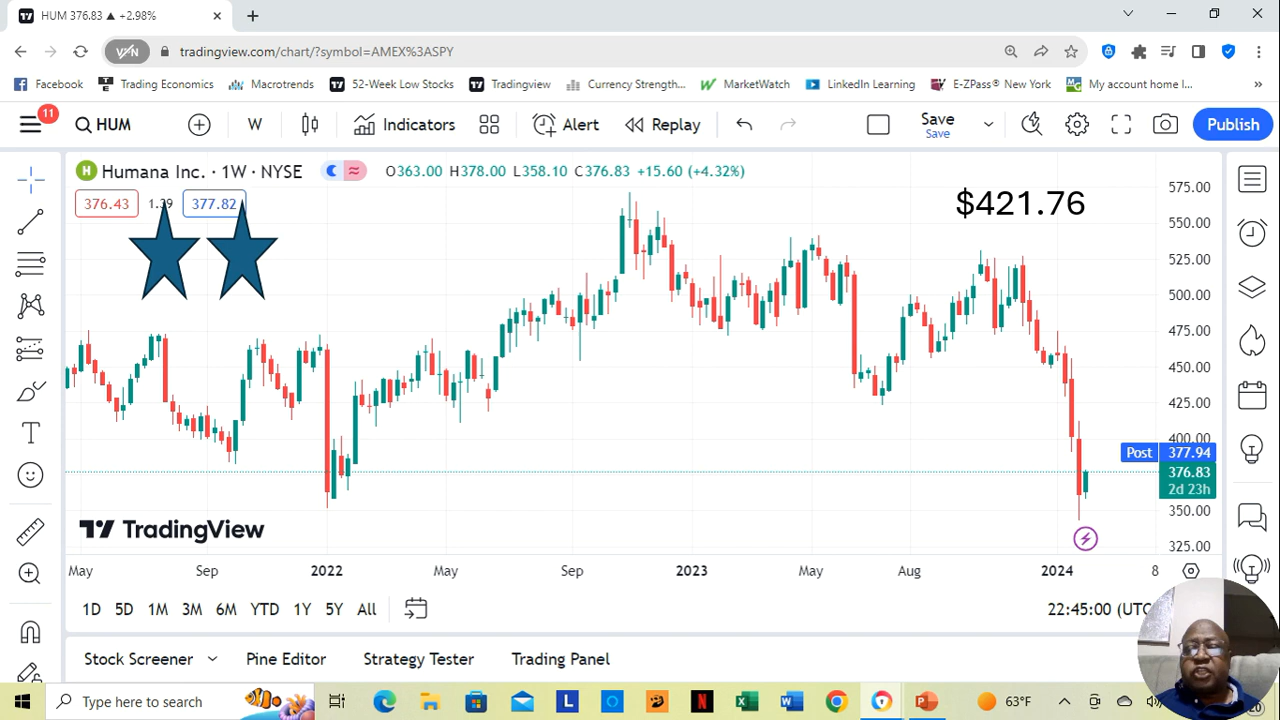 HUM 376.83 ▲ +2.98%
tradingview.com/chart/?symbol=AMEX%3ASPY
VPN
Facebook Trading Economics Macrotrends 52-Week Low Stocks Tradingview Currency Strength... MarketWatch LinkedIn Learning E-ZPass® New York My account home l... »
11
HUM W Indicators Alert Replay Save Publish
Save
Humana Inc. · 1W · NYSE O363.00 H378.00 L358.10 C376.83 +15.60 (+4.32%)
376.43 1.39 377.82
$421.76
575.00
550.00
525.00
500.00
475.00
450.00
425.00
400.00
Post 377.94
376.83
2d 23h
350.00
325.00
TradingView
May Sep 2022 May Sep 2023 May Aug 2024 8
1D 5D 1M 3M 6M YTD 1Y 5Y All 22:45:00 (UTC
Stock Screener Pine Editor Strategy Tester Trading Panel
Type here to search 63°F